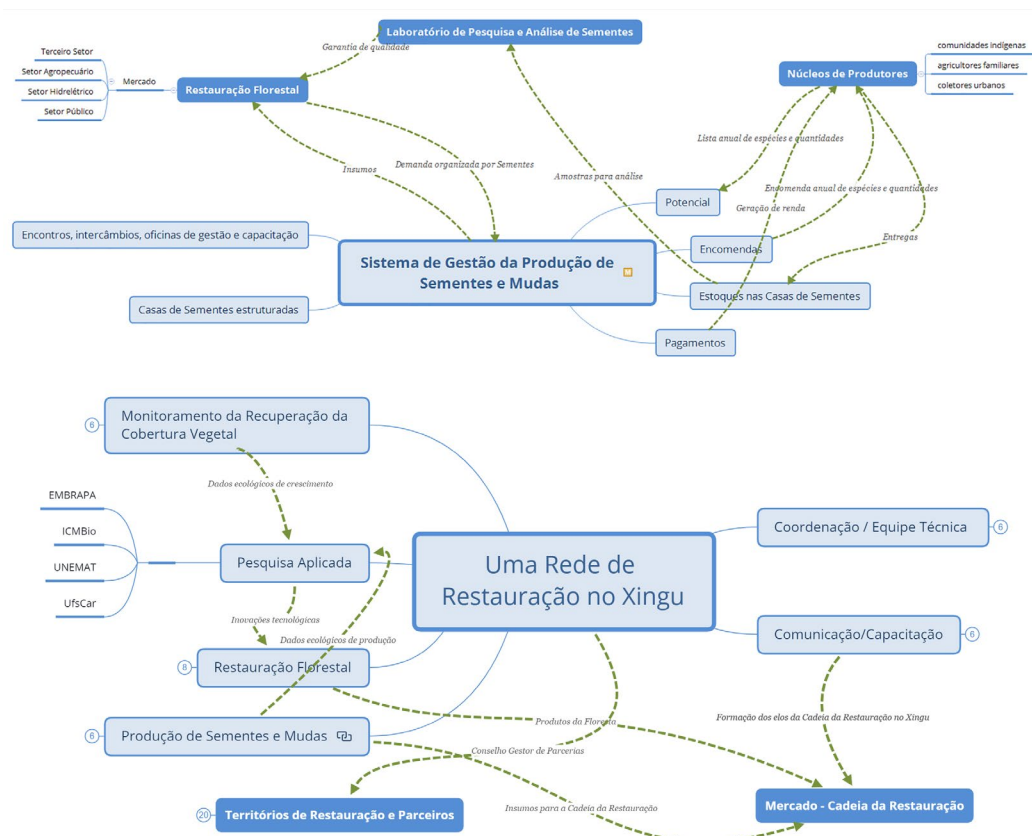 Laboratório de Pesquisa e Análise de Sementes
Garantia de qualidade
Terceiro Setor
Setor Agropecuário
Setor Hidrelétrico
Setor Público
Mercado
Restauração Florestal
Núcleos de Produtores
comunidades indígenas
agricultores familiares
coletores urbanos
Insumos
Demanda organizada por Sementes
Amostras para análise
Lista anual de espécies e quantidades
Encomenda anual de espécies e quantidades
Geração de renda
Entregas
Potencial
Encomendas
Estoques nas Casas de Sementes
Pagamentos
Encontros, intercâmbios, oficinas de gestão e capacitação
Casas de Sementes estruturadas
Sistema de Gestão da Produção de
Sementes e Mudas
Monitoramento da Recuperação da
Cobertura Vegetal
6
Dados ecológicos de crescimento
EMBRAPA
ICMBio
UNEMAT
UfsCar
Pesquisa Aplicada
Inovações tecnológicas
Dados ecológicos de produção
8
Restauração Florestal
6
Produção de Sementes e Mudas
Uma Rede de
Restauração no Xingu
Coordenação / Equipe Técnica
6
Comunicação/Capacitação
6
Produtos da Floresta
Formação dos elos da Cadeia da Restauração no Xingu
Conselho Gestor de Parcerias
Insumos para a Cadeia da Restauração
20
Territórios de Restauração e Parceiros
Mercado - Cadeia da Restauração